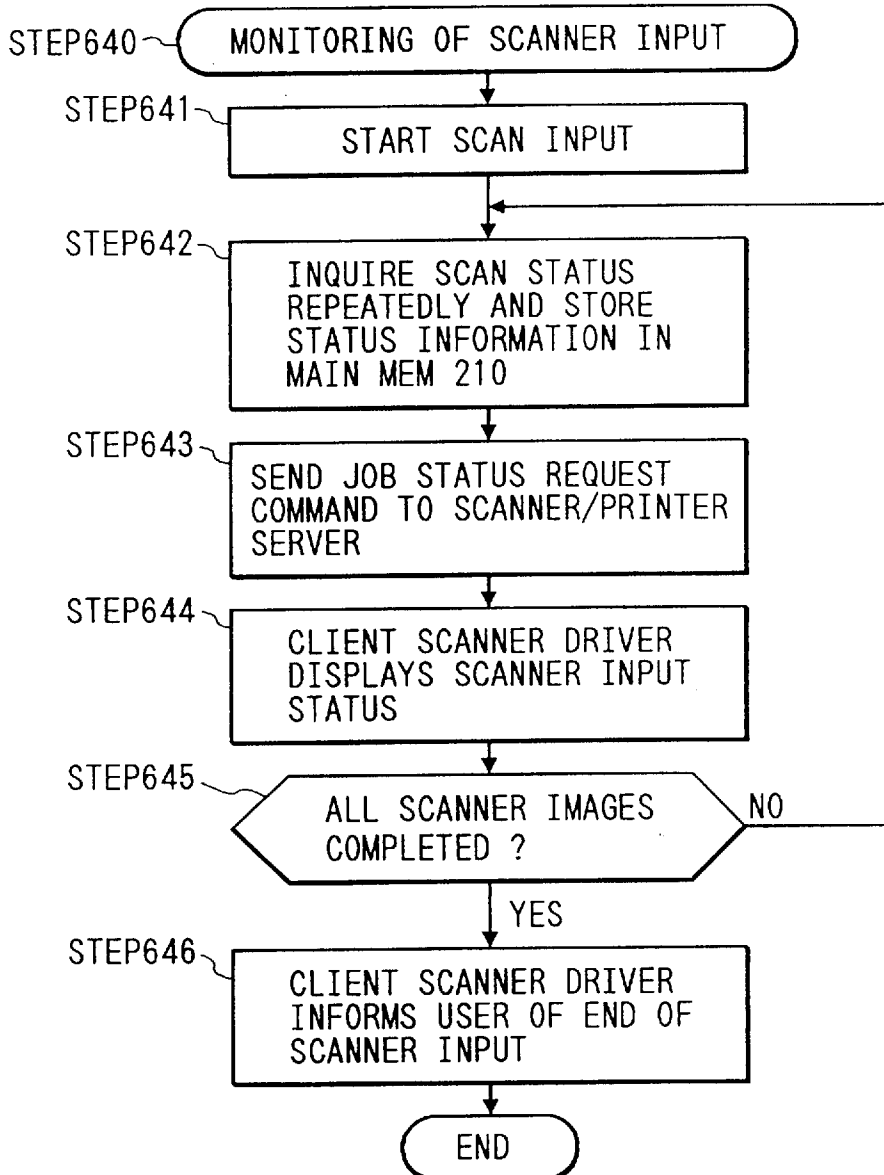 STEP640
MONITORING OF SCANNER INPUT
STEP641
START SCAN INPUT
STEP642
INQUIRE SCAN STATUS
REPEATEDLY AND STORE
STATUS INFORMATION IN
MAIN MEM 210
STEP643
SEND JOB STATUS REQUEST
COMMAND TO SCANNER/PRINTER
SERVER
STEP644
CLIENT SCANNER DRIVER
DISPLAYS SCANNER INPUT
STATUS
STEP645
ALL SCANNER IMAGES
COMPLETED ?
NO
YES
STEP646
CLIENT SCANNER DRIVER
INFORMS USER OF END OF
SCANNER INPUT
END